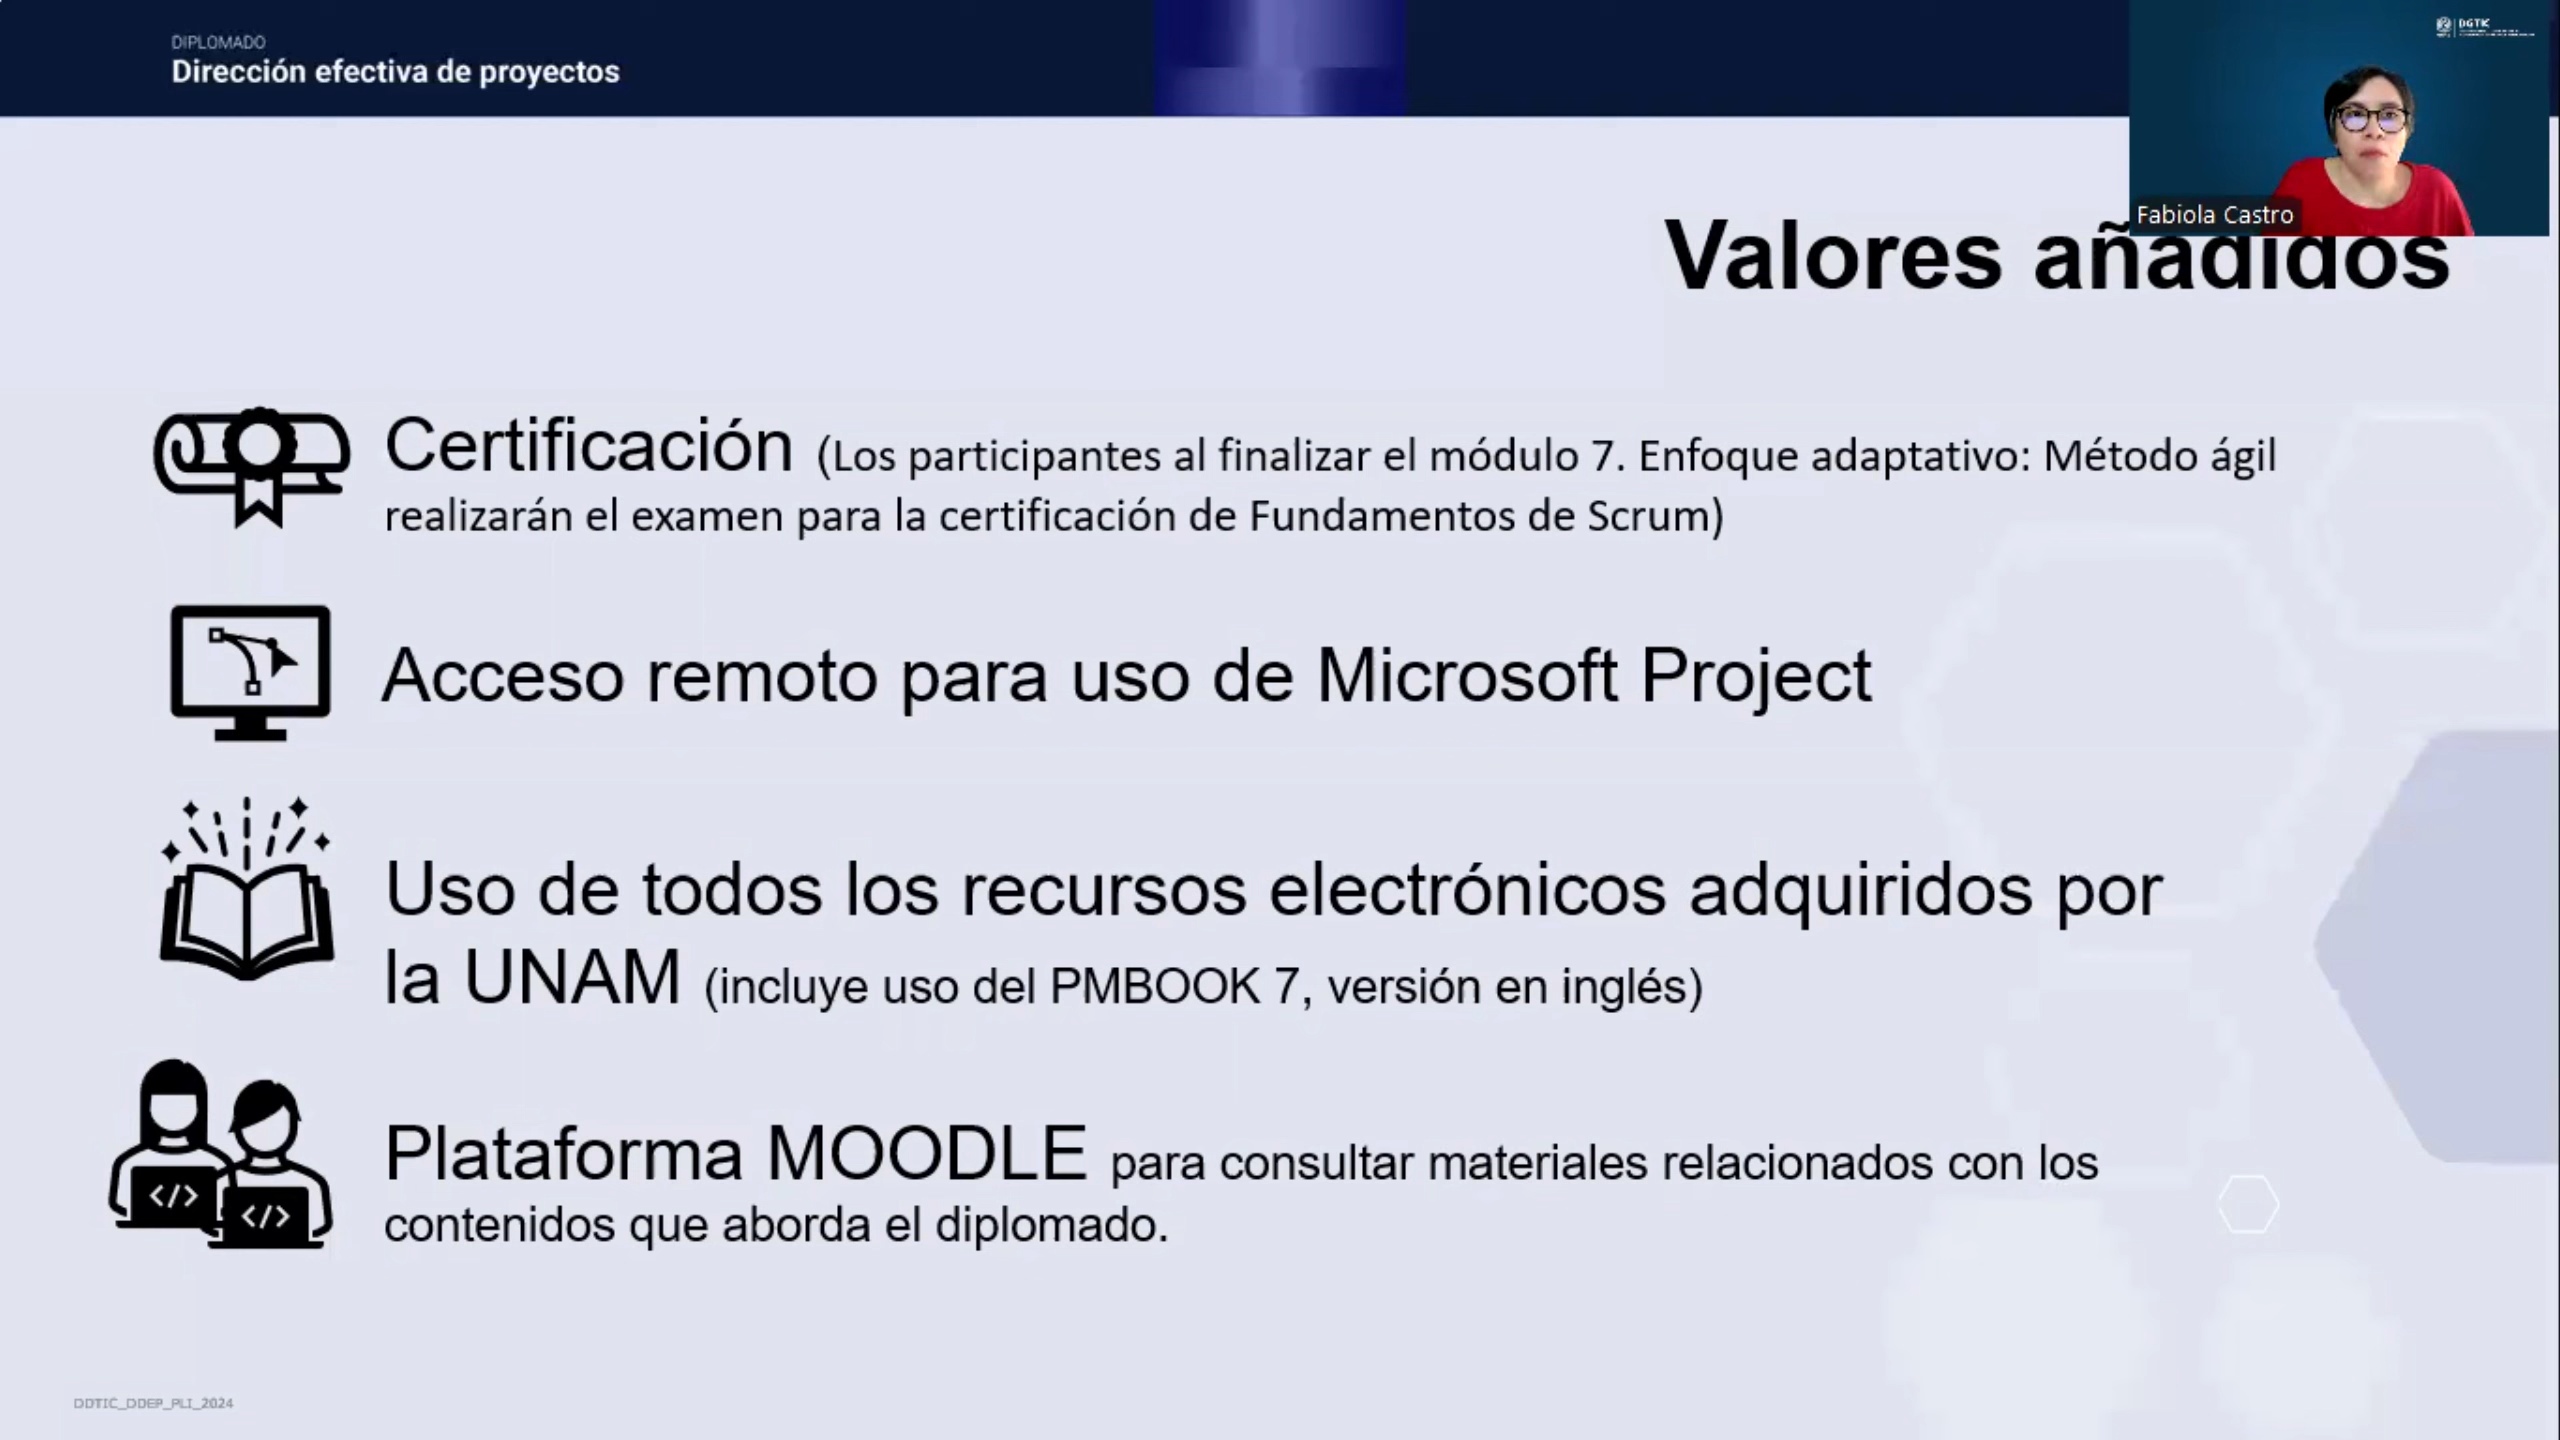 DIPLOMADO
Dirección efectiva de proyectos
DGTIC
Fabiola Castro
Valores añadidos
Certificación (Los participantes al finalizar el módulo 7. Enfoque adaptativo: Método ágil
realizarán el examen para la certificación de Fundamentos de Scrum)
Acceso remoto para uso de Microsoft Project
Uso de todos los recursos electrónicos adquiridos por
la UNAM (incluye uso del PMBOOK 7, versión en inglés)
Plataforma MOODLE para consultar materiales relacionados con los
contenidos que aborda el diplomado.
</> </>
DDTIC_DDEP_PLI_2024